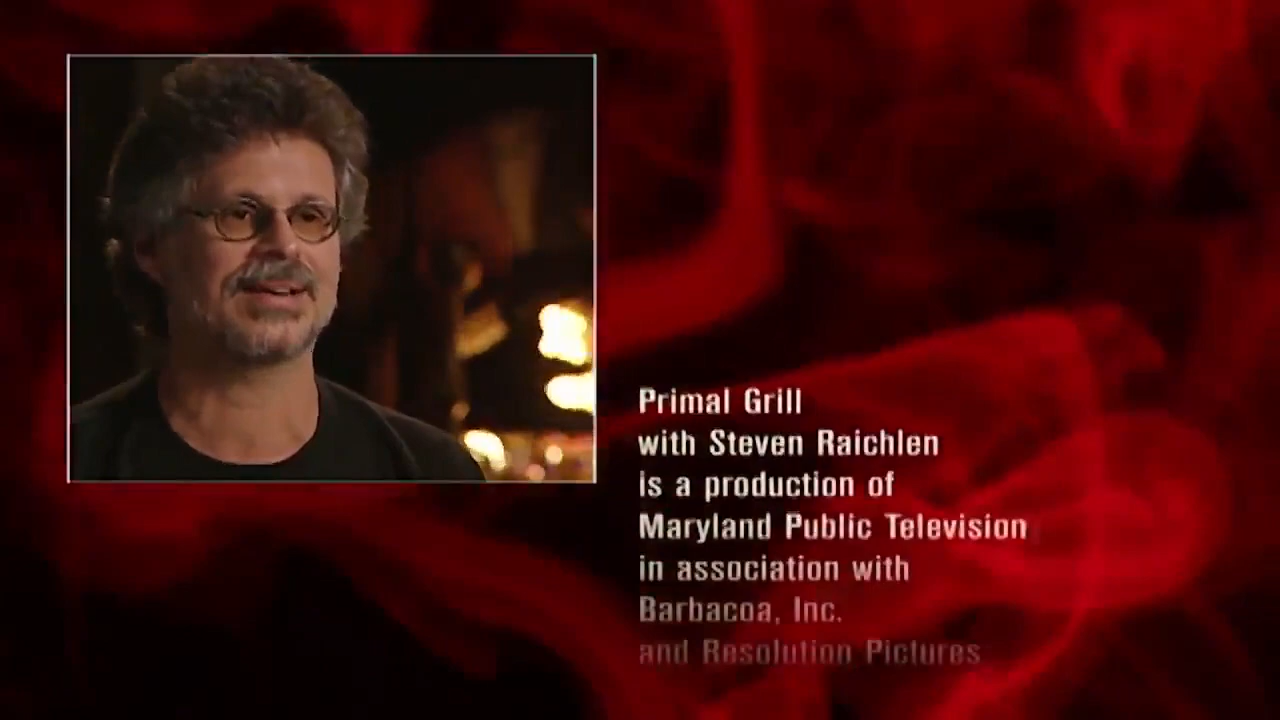 Primal Grill
with Steven Raichlen
is a production of
Maryland Public Television
in association with
Barbacoa, Inc.
and Resolution Pictures